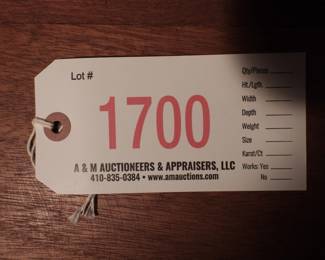 Lot #
1700
A & M AUCTIONEERS & APPRAISERS, LLC
410-835-0384 • www.amauctions.com
Qty/Pieces
Ht./Lgth.
Width
Depth
Weight
Size
Karat/Ct
Works: Yes
No